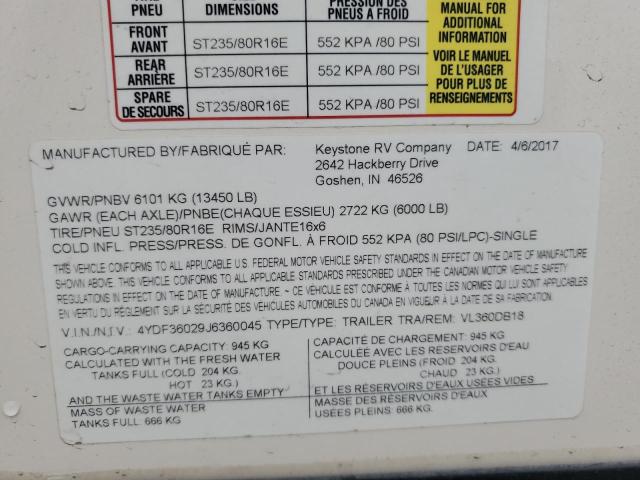 PNEU DIMENSIONS PRESSION DES PNEUS A FROID
MANUAL FOR
ADDITIONAL
INFORMATION
VOIR LE MANUEL
DE L'USAGER
POUR PLUS DE
RENSEIGNEMENTS
FRONT
AVANT ST235/80R16E 552 KPA /80 PSI
REAR
ARRIÈRE ST235/80R16E 552 KPA /80 PSI
SPARE
DE SECOURS ST235/80R16E 552 KPA /80 PSI
MANUFACTURED BY/FABRIQUÉ PAR: Keystone RV Company DATE: 4/6/2017
2642 Hackberry Drive
Goshen, IN 46526
GVWR/PNBV 6101 KG (13450 LB)
GAWR (EACH AXLE)/PNBE(CHAQUE ESSIEU) 2722 KG (6000 LB)
TIRE/PNEU ST235/80R16E RIMS/JANTE16x6
COLD INFL. PRESS/PRESS. DE GONFL. À FROID 552 KPA (80 PSI/LPC)-SINGLE
THIS VEHICLE CONFORMS TO ALL APPLICABLE U.S. FEDERAL MOTOR VEHICLE SAFETY STANDARDS IN EFFECT ON THE DATE OF MANUFACTURE
SHOWN ABOVE. THIS VEHICLE CONFORMS TO ALL APPLICABLE STANDARDS PRESCRIBED UNDER THE CANADIAN MOTOR VEHICLE SAFETY
REGULATIONS IN EFFECT ON THE DATE OF MANUFACTURE. ~ CE VEHICULE EST CONFORME À TOUTES LES NORMES QUI LUI SONT APPLICABLES
EN VERTU DU RÈGLEMENT SUR LA SÉCURITÉ DES VÉHICULES AUTOMOBILES DU CANADA EN VIGUEUR À LA DATE DE SA FABRICATION.
V.I.N./N.I.V.: 4YDF36029J6360045 TYPE/TYPE: TRAILER TRA/REM: VL360DB18
CARGO-CARRYING CAPACITY: 945 KG
CALCULATED WITH THE FRESH WATER
TANKS FULL (COLD 204 KG.
HOT 23 KG.)
AND THE WASTE WATER TANKS EMPTY
MASS OF WASTE WATER
TANKS FULL: 666 KG
CAPACITÉ DE CHARGEMENT: 945 KG
CALCULÉE AVEC LES RÉSERVOIRS D'EAU
DOUCE PLEINS (FROID 204 KG.
CHAUD 23 KG.)
ET LES RÉSERVOIRS D'EAUX USÉES VIDES
MASS DES RÉSERVOIRS D'EAUX
USÉES PLEINS: 666 KG.